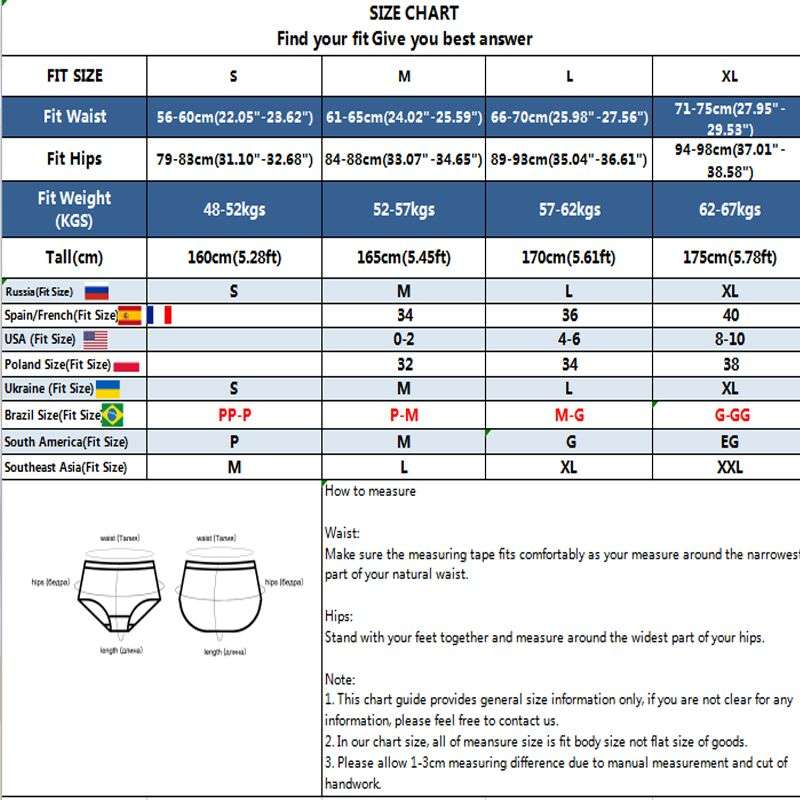 SIZE CHART
Find your fit Give you best answer
FIT SIZE S M L XL
Fit Waist 56-60cm(22.05"-23.62") 61-65cm(24.02"-25.59") 66-70cm(25.98"-27.56") 71-75cm(27.95"-
29.53")
Fit Hips 79-83cm(31.10"-32.68") 84-88cm(33.07"-34.65") 89-93cm(35.04"-36.61") 94-98cm(37.01"-
38.58")
Fit Weight
(KGS) 48-52kgs 52-57kgs 57-62kgs 62-67kgs
Tall(cm) 160cm(5.28ft) 165cm(5.45ft) 170cm(5.61ft) 175cm(5.78ft)
Russia(Fit Size) S M L XL
Spain/French(Fit Size) 34 36 40
USA (Fit Size) 0-2 4-6 8-10
Poland Size(Fit Size) 32 34 38
Ukraine (Fit Size) S M L XL
Brazil Size(Fit Size PP-P P-M M-G G-GG
South America(Fit Size) P M G EG
Southeast Asia(Fit Size) M L XL XXL
waist (Талия) waist (Талия)
hips (бедра) hips (бедра)
length (длина) length (длина)
How to measure
Waist:
Make sure the measuring tape fits comfortably as your measure around the narrowest
part of your natural waist.
Hips:
Stand with your feet together and measure around the widest part of your hips.
Note:
1. This chart guide provides general size information only, if you are not clear for any
information, please feel free to contact us.
2. In our chart size, all of meansure size is fit body size not flat size of goods.
3. Please allow 1-3cm measuring difference due to manual measurement and cut of
handwork.